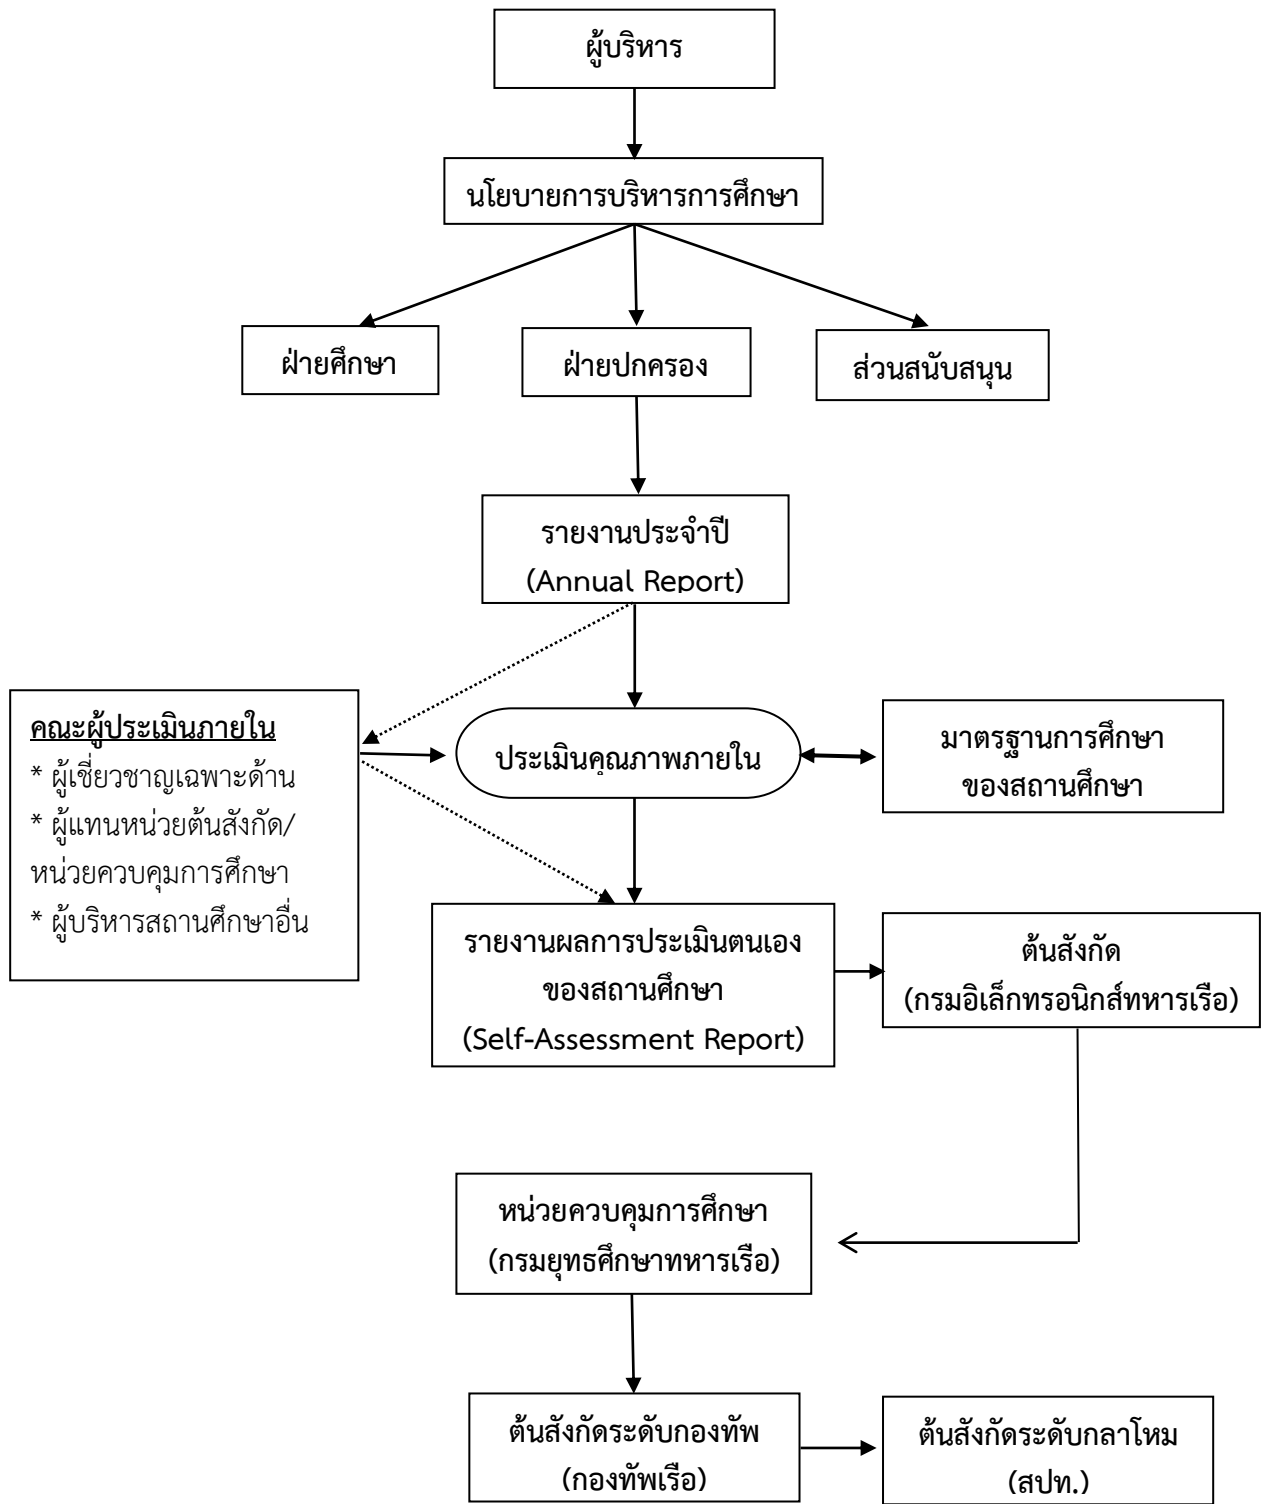 ผู้บริหาร
นโยบายการบริหารการศึกษา
ฝ่ายศึกษา
ฝ่ายปกครอง
ส่วนสนับสนุน
รายงานประจำปี
(Annual Report)
คณะผู้ประเมินภายใน
* ผู้เชี่ยวชาญเฉพาะด้าน
* ผู้แทนหน่วยต้นสังกัด/
หน่วยควบคุมการศึกษา
* ผู้บริหารสถานศึกษาอื่น
ประเมินคุณภาพภายใน
มาตรฐานการศึกษา
ของสถานศึกษา
รายงานผลการประเมินตนเอง
ของสถานศึกษา
(Self-Assessment Report)
ต้นสังกัด
(กรมอิเล็กทรอนิกส์ทหารเรือ)
หน่วยควบคุมการศึกษา
(กรมยุทธศึกษาทหารเรือ)
ต้นสังกัดระดับกองทัพ
(กองทัพเรือ)
ต้นสังกัดระดับกลาโหม
(สปท.)